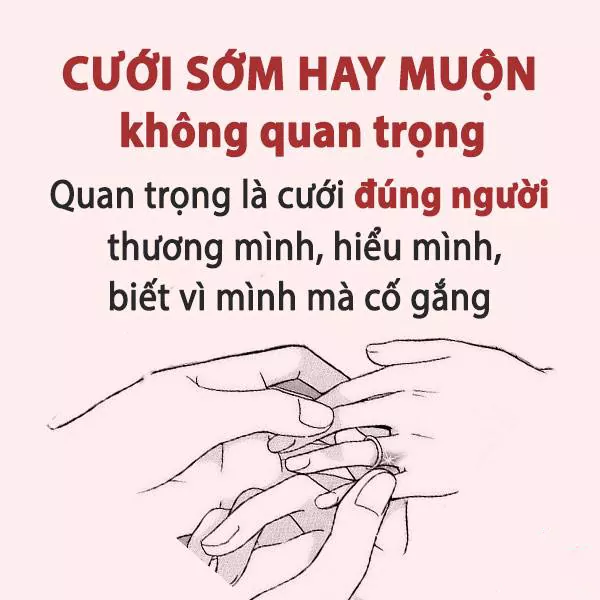 CƯỚI SỚM HAY MUỘN
không quan trọng
Quan trọng là cưới đúng người
thương mình, hiểu mình,
biết vì mình mà cố gắng